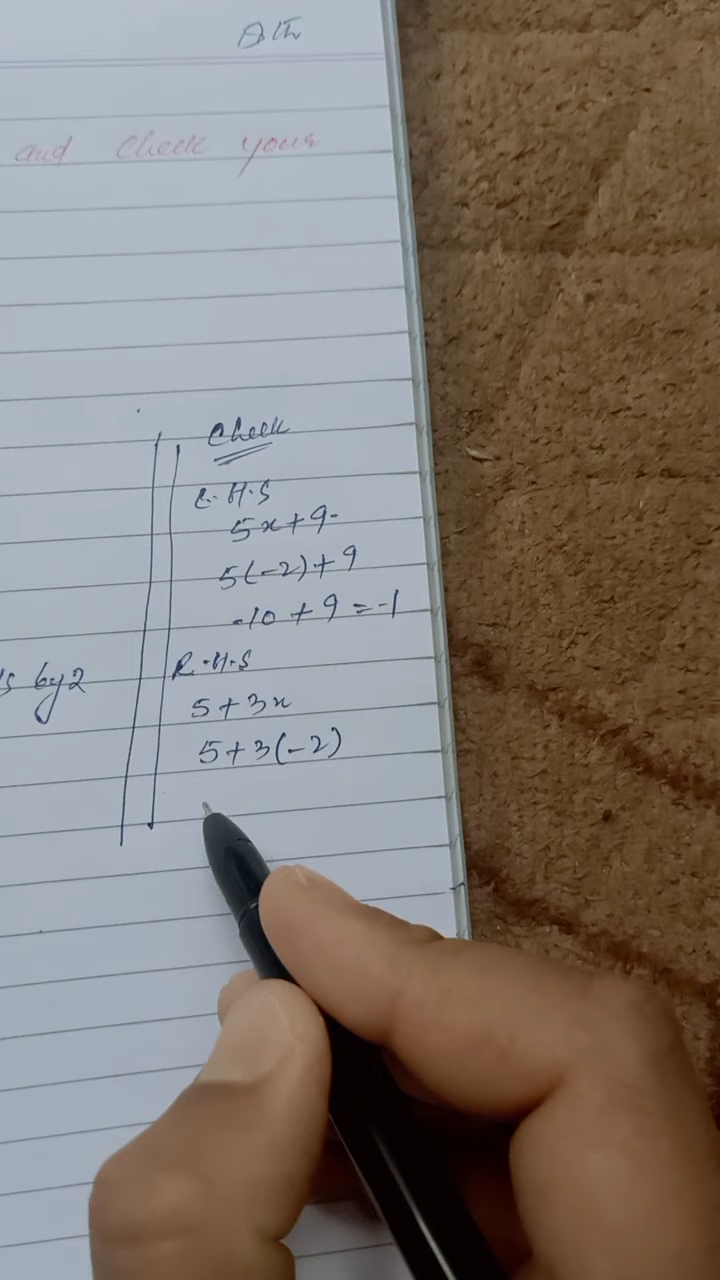 8th
and check your
Check
L.H.S
5x+9
5(-2)+9
-10+9=-1
by 2
R.H.S
5+3x
5+3(-2)